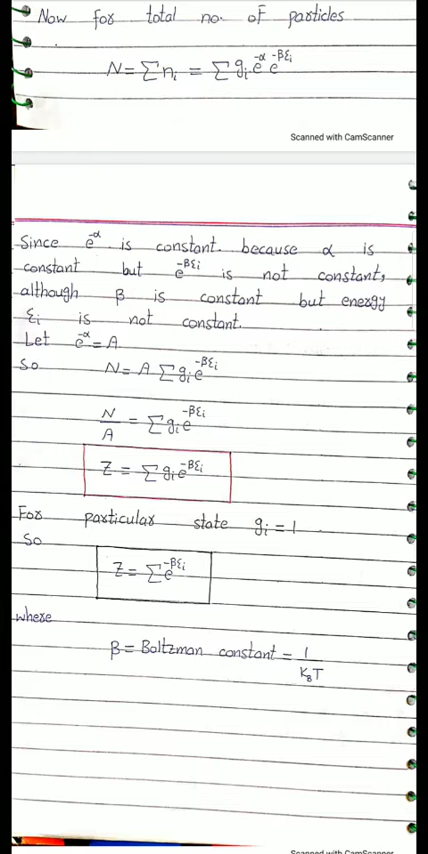 Now for total no. of particles
N = Σnᵢ = Σgᵢ e^-α e^-βεᵢ
Scanned with CamScanner
Since e^-α is constant because α is
constant but e^-βεᵢ is not constant,
although β is constant but energy
εᵢ is not constant.
Let e^-α = A
So N = A Σgᵢe^-βεᵢ
N/A = Σgᵢe^-βεᵢ
Z = Σgᵢe^-βεᵢ
For particular state gᵢ = 1
So
Z = Σe^-βεᵢ
where
β = Boltzman constant = 1/K_BT
Scanned with CamScanner